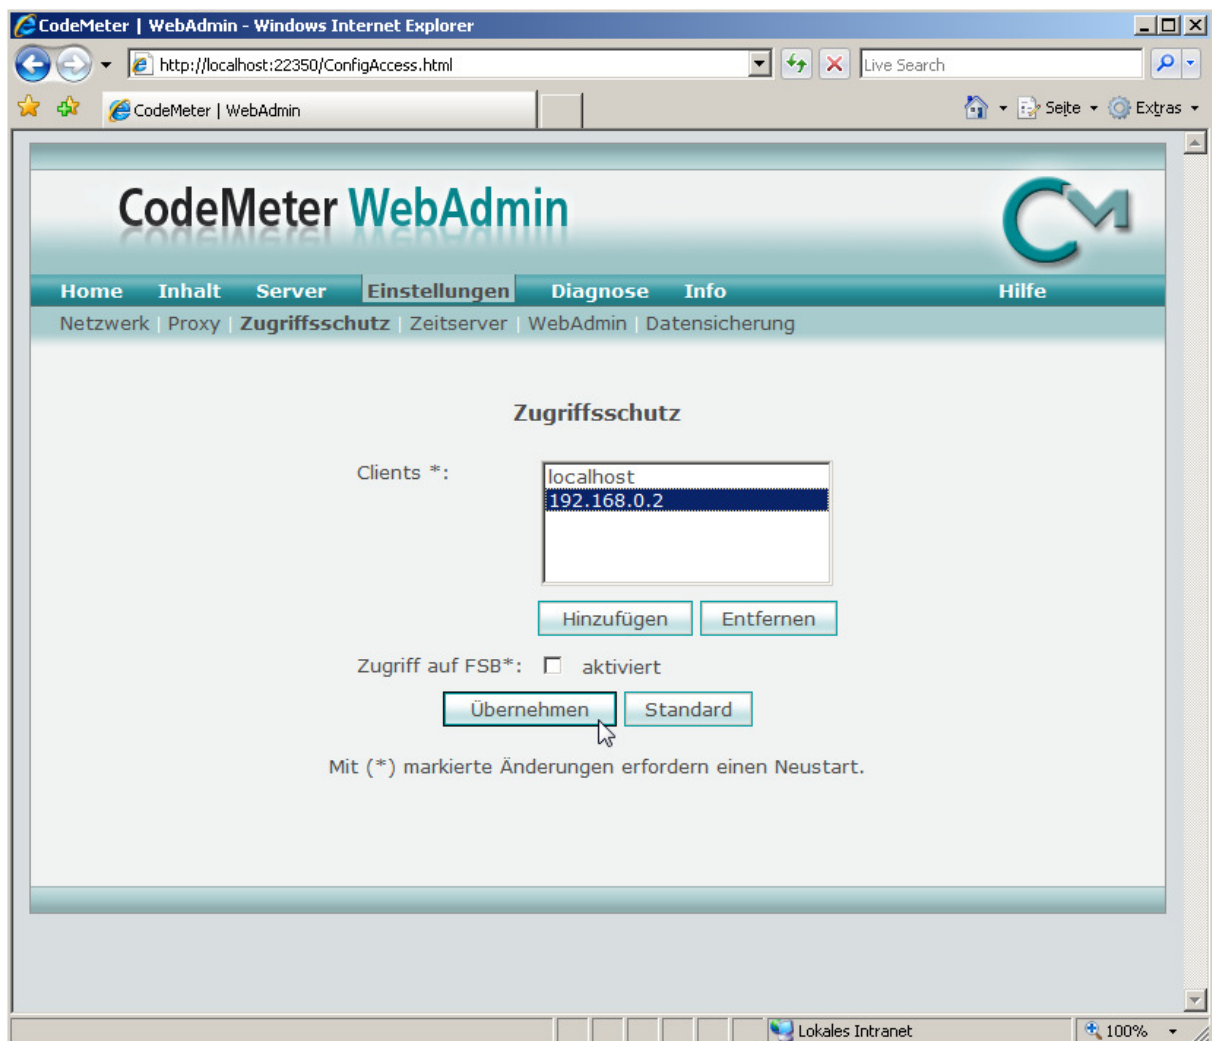 CodeMeter | WebAdmin - Windows Internet Explorer
http://localhost:22350/ConfigAccess.html
Live Search
CodeMeter | WebAdmin
Seite
Extras
CodeMeter WebAdmin
CM
Home Inhalt Server Einstellungen Diagnose Info Hilfe
Netzwerk | Proxy | Zugriffsschutz | Zeitserver | WebAdmin | Datensicherung
Zugriffsschutz
Clients *:
localhost
192.168.0.2
Hinzufügen Entfernen
Zugriff auf FSB*: aktiviert
Übernehmen Standard
Mit (*) markierte Änderungen erfordern einen Neustart.
Lokales Intranet 100%